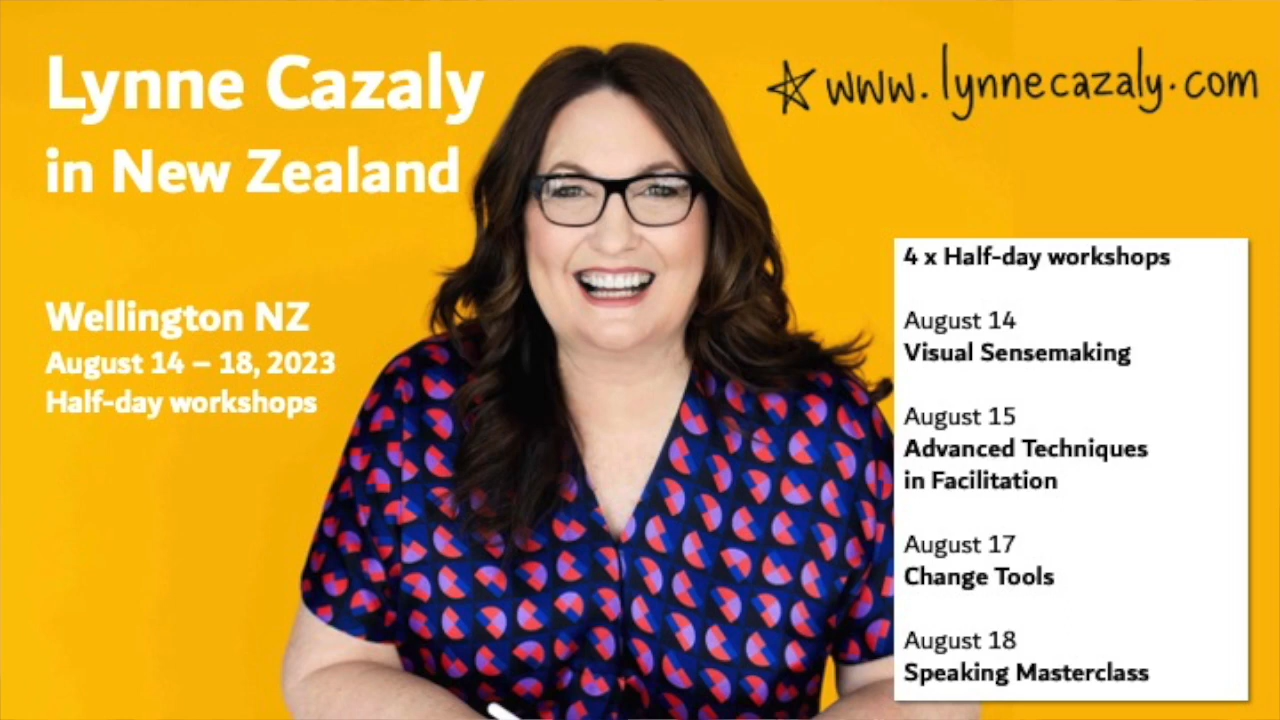 Lynne Cazaly
in New Zealand
www.lynnecazaly.com
Wellington NZ
August 14 – 18, 2023
Half-day workshops
4 x Half-day workshops
August 14
Visual Sensemaking
August 15
Advanced Techniques
in Facilitation
August 17
Change Tools
August 18
Speaking Masterclass